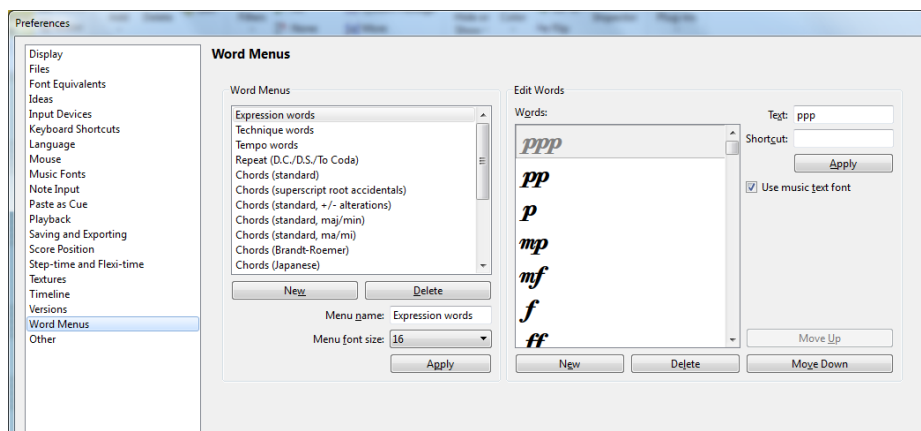 Preferences
Display
Files
Font Equivalents
Ideas
Input Devices
Keyboard Shortcuts
Language
Mouse
Music Fonts
Note Input
Paste as Cue
Playback
Saving and Exporting
Score Position
Step-time and Flexi-time
Textures
Timeline
Versions
Word Menus
Other
Word Menus
Word Menus
Expression words
Technique words
Tempo words
Repeat (D.C./D.S./To Coda)
Chords (standard)
Chords (superscript root accidentals)
Chords (standard, +/- alterations)
Chords (standard, maj/min)
Chords (standard, ma/mi)
Chords (Brandt-Roemer)
Chords (Japanese)
New
Delete
Menu name: Expression words
Menu font size: 16
Apply
Edit Words
Words:
ppp
pp
p
mp
mf
f
ff
New
Delete
Text: ppp
Shortcut:
Apply
Use music text font
Move Up
Move Down